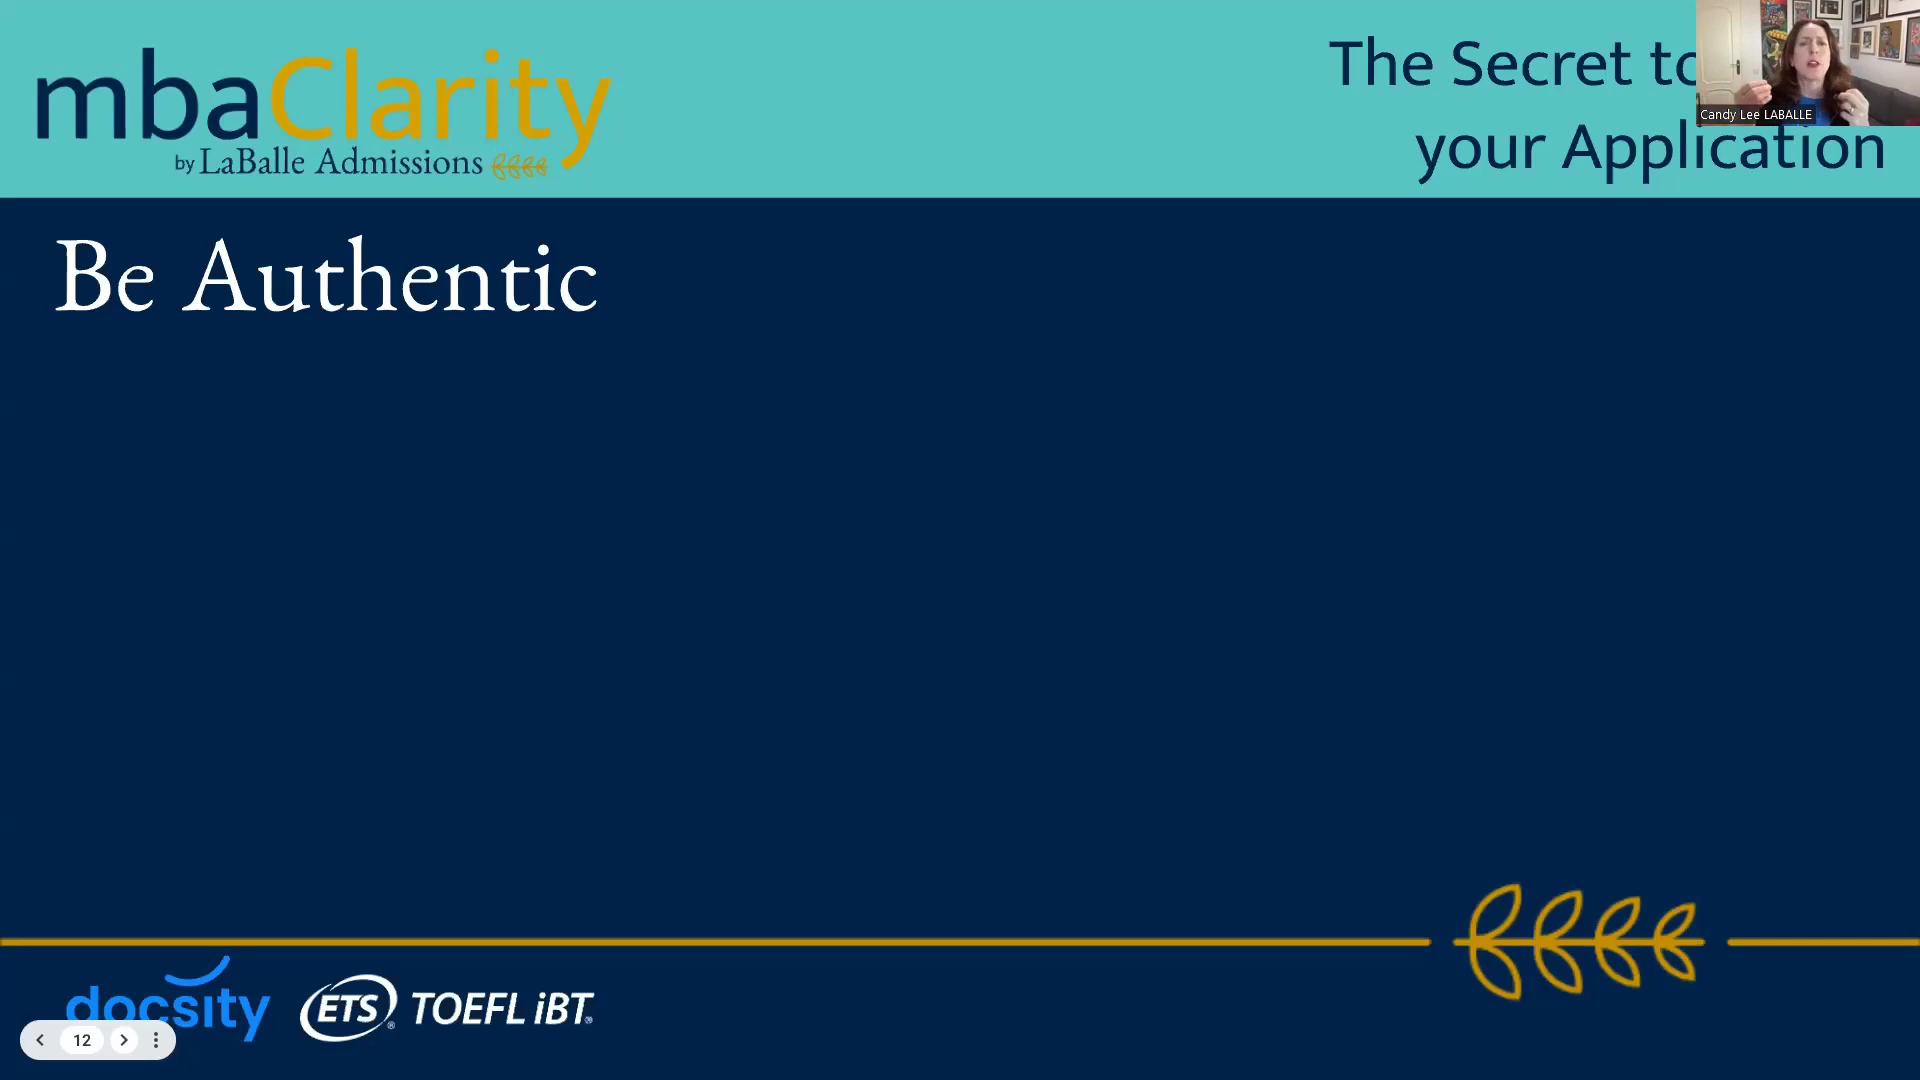 mbaClarity
by LaBalle Admissions
The Secret to
your Application
Candy Lee LABALLE
Be Authentic
docsity
ETS® TOEFL iBT®
12